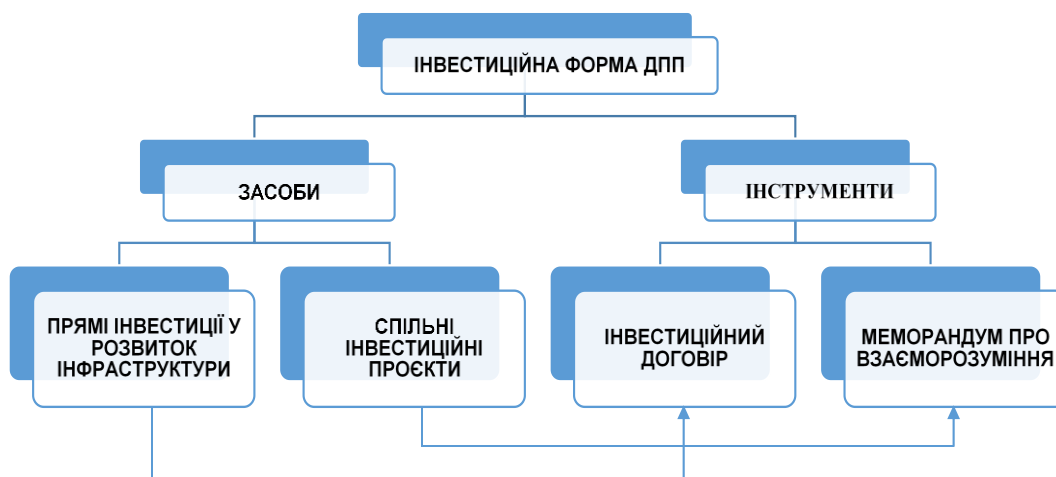 ІНВЕСТИЦІЙНА ФОРМА ДПП
ЗАСОБИ
ІНСТРУМЕНТИ
ПРЯМІ ІНВЕСТИЦІЇ У
РОЗВИТОК
ІНФРАСТРУКТУРИ
СПІЛЬНІ
ІНВЕСТИЦІЙНІ
ПРОЄКТИ
ІНВЕСТИЦІЙНИЙ
ДОГОВІР
МЕМОРАНДУМ ПРО
ВЗАЄМОРОЗУМІННЯ